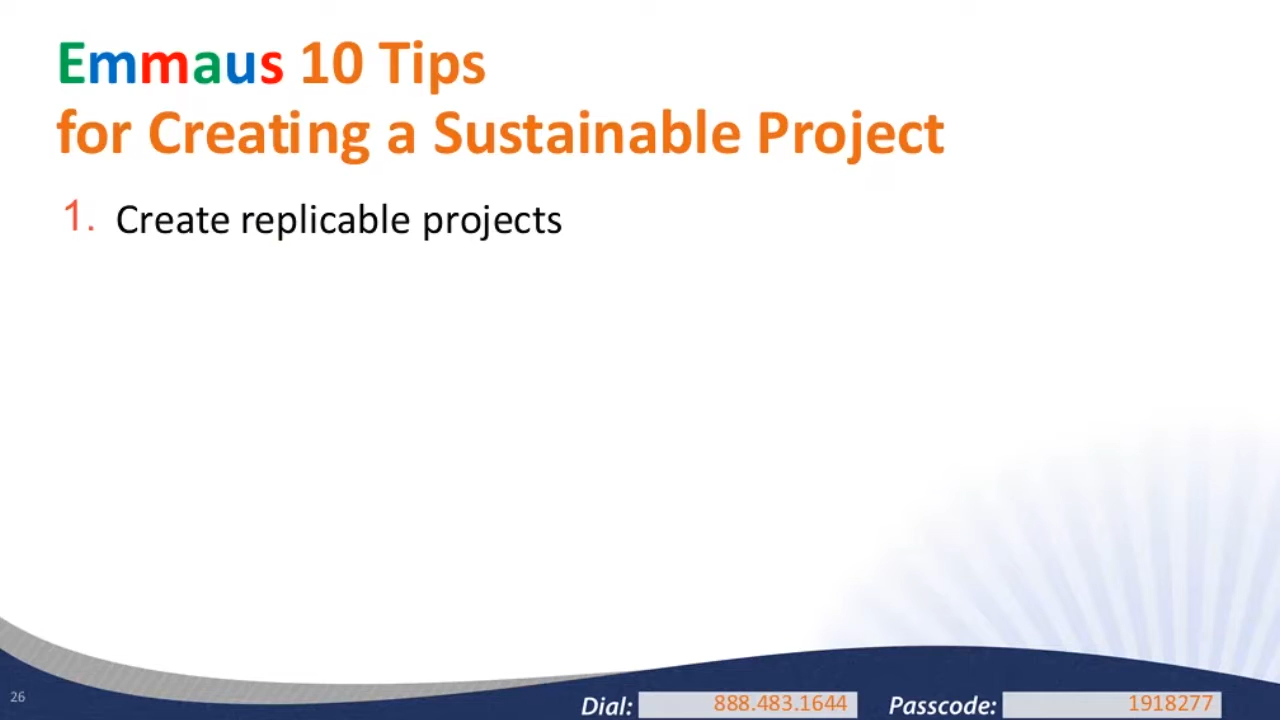 Emmaus 10 Tips
for Creating a Sustainable Project
1. Create replicable projects
26
Dial: 888.483.1644 Passcode: 1918277